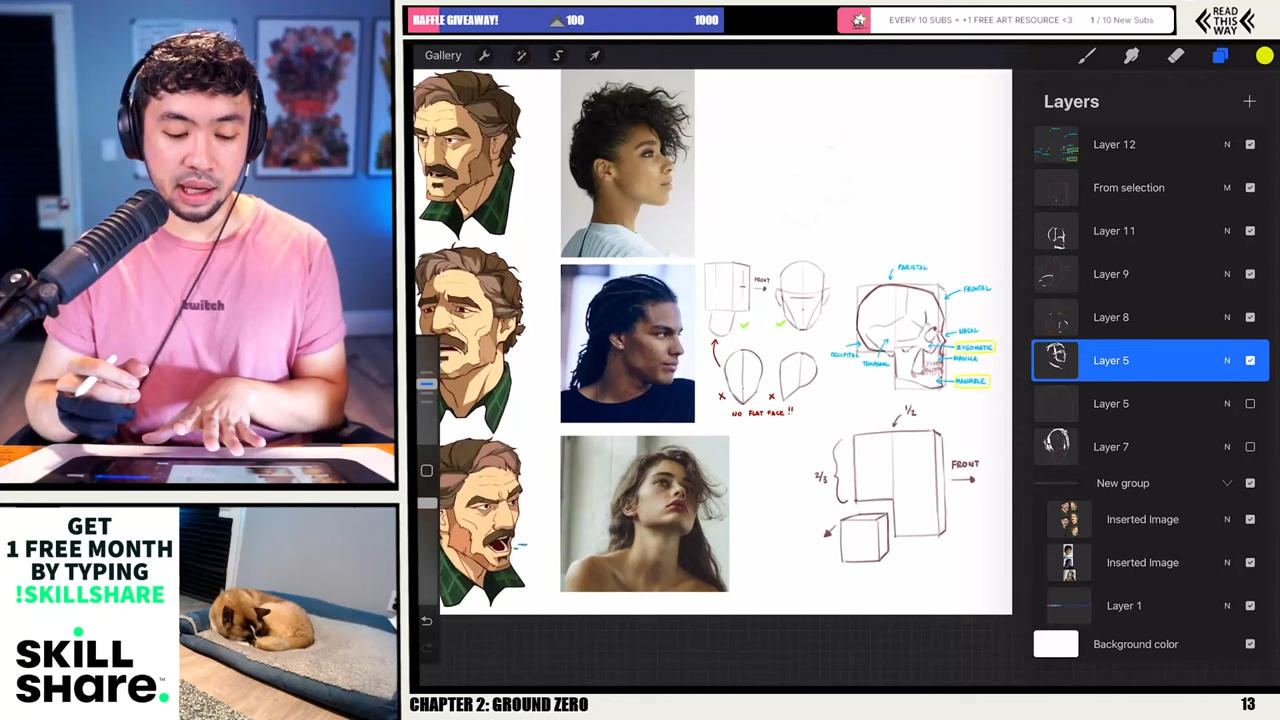 RAFFLE GIVEAWAY!
100
1000
EVERY 10 SUBS = +1 FREE ART RESOURCE <3
1 / 10 New Subs
READ
THIS
WAY
Gallery
S
Layers
Layer 12
N
From selection
M
Layer 11
N
Layer 9
N
Layer 8
N
Layer 5
N
Layer 5
N
Layer 7
N
New group
Inserted Image
N
Inserted Image
N
Layer 1
N
Background color
FRONT
X
X
NO FLAT FACE!!
PARIETAL
FRONTAL
NASAL
ZYGOMATIC
OCCIPITAL
TEMPORAL
1/2
2/3
FRONT
twitch
GET
1 FREE MONTH
BY TYPING
!SKILLSHARE
SKILL
SHare.
CHAPTER 2: GROUND ZERO
13